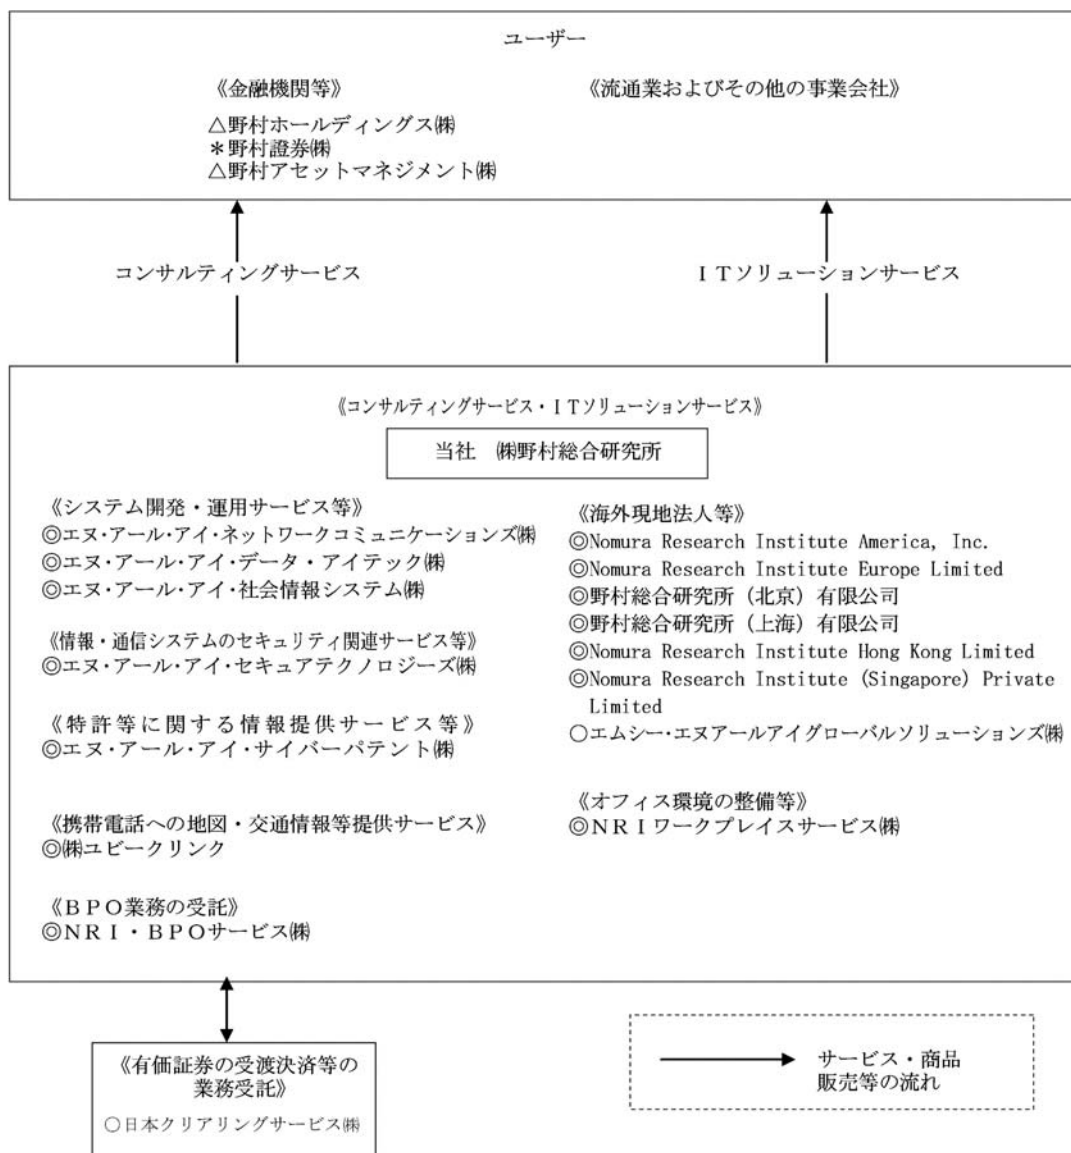 ユーザー
《金融機関等》
《流通業およびその他の事業会社》
△野村ホールディングス㈱
＊野村證券㈱
△野村アセットマネジメント㈱
コンサルティングサービス
ＩＴソリューションサービス
《コンサルティングサービス・ＩＴソリューションサービス》
当社　㈱野村総合研究所
《システム開発・運用サービス等》
◎エヌ・アール・アイ・ネットワークコミュニケーションズ㈱
◎エヌ・アール・アイ・データ・アイテック㈱
◎エヌ・アール・アイ・社会情報システム㈱
《情報・通信システムのセキュリティ関連サービス等》
◎エヌ・アール・アイ・セキュアテクノロジーズ㈱
《特許等に関する情報提供サービス等》
◎エヌ・アール・アイ・サイバーパテント㈱
《携帯電話への地図・交通情報等提供サービス》
◎㈱ユビークリンク
《ＢＰＯ業務の受託》
◎ＮＲＩ・ＢＰＯサービス㈱
《海外現地法人等》
◎Nomura Research Institute America, Inc.
◎Nomura Research Institute Europe Limited
◎野村総合研究所（北京）有限公司
◎野村総合研究所（上海）有限公司
◎Nomura Research Institute Hong Kong Limited
◎Nomura Research Institute (Singapore) Private
Limited
○エムシー・エヌアールアイグローバルソリューションズ㈱
《オフィス環境の整備等》
◎ＮＲＩワークプレイスサービス㈱
《有価証券の受渡決済等の
業務受託》
○日本クリアリングサービス㈱
サービス・商品
販売等の流れ